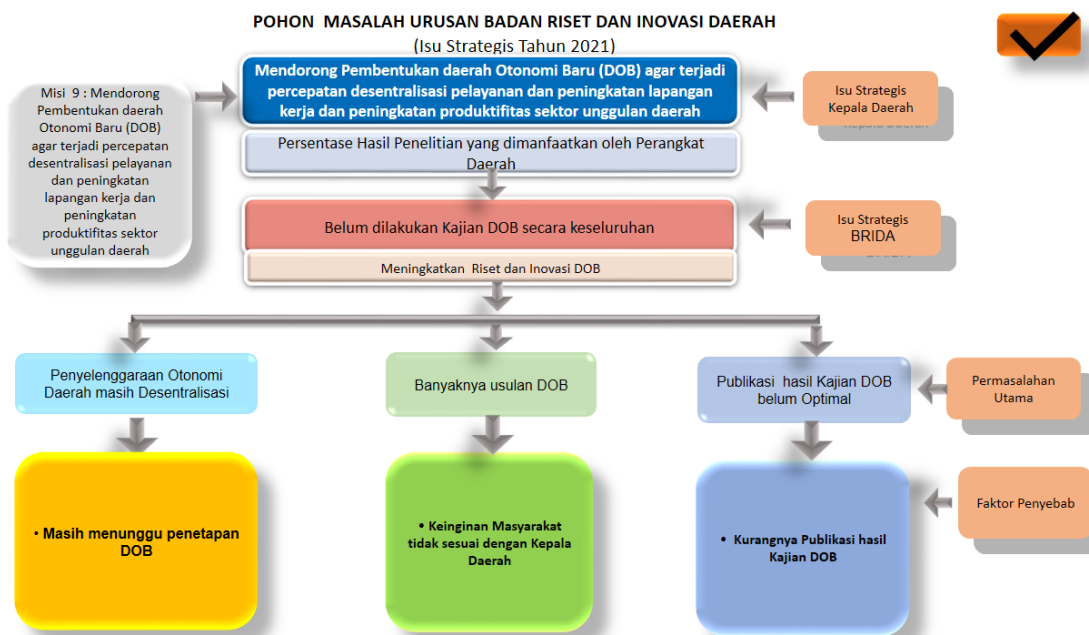 POHON MASALAH URUSAN BADAN RISET DAN INOVASI DAERAH
(Isu Strategis Tahun 2021)
Misi 9 : Mendorong
Pembentukan daerah
Otonomi Baru (DOB)
agar terjadi percepatan
desentralisasi pelayanan
dan peningkatan
lapangan kerja dan
peningkatan
produktifitas sektor
unggulan daerah
Mendorong Pembentukan daerah Otonomi Baru (DOB) agar terjadi
percepatan desentralisasi pelayanan dan peningkatan lapangan
kerja dan peningkatan produktifitas sektor unggulan daerah
Isu Strategis
Kepala Daerah
Kepala Daerah
Persentase Hasil Penelitian yang dimanfaatkan oleh Perangkat
Daerah
Belum dilakukan Kajian DOB secara keseluruhan
Isu Strategis
BRIDA
Meningkatkan Riset dan Inovasi DOB
Penyelenggaraan Otonomi
Daerah masih Desentralisasi
Banyaknya usulan DOB
Publikasi hasil Kajian DOB
belum Optimal
Permasalahan
Utama
• Masih menunggu penetapan
DOB
• Keinginan Masyarakat
tidak sesuai dengan Kepala
Daerah
• Kurangnya Publikasi hasil
Kajian DOB
Faktor Penyebab